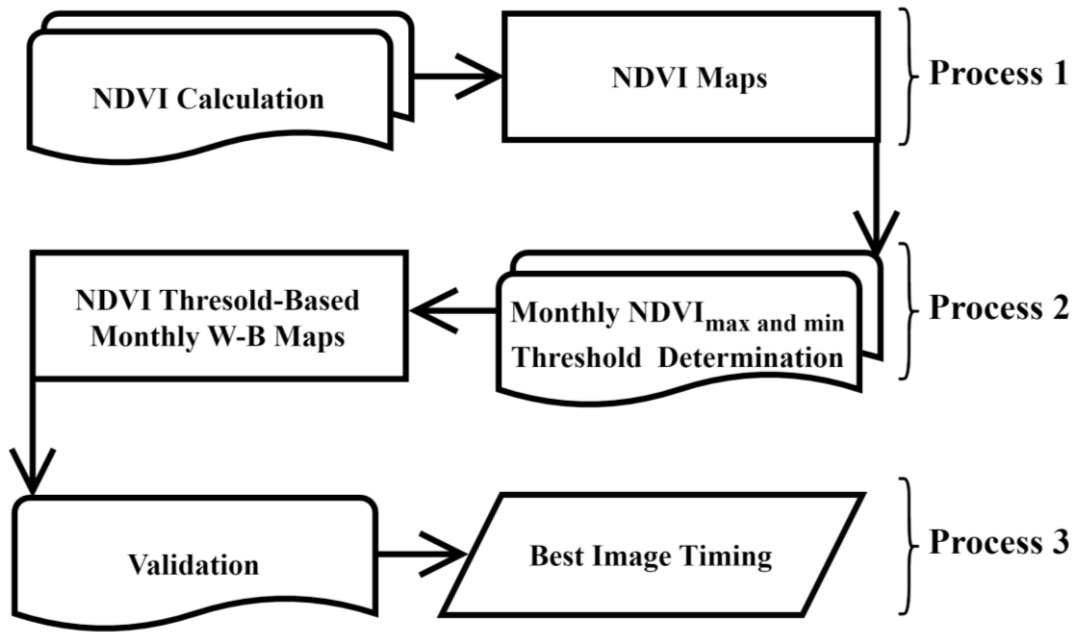 NDVI Calculation
NDVI Maps
Process 1
NDVI Thresold-Based
Monthly W-B Maps
Monthly NDVImax and min
Threshold Determination
Process 2
Validation
Best Image Timing
Process 3